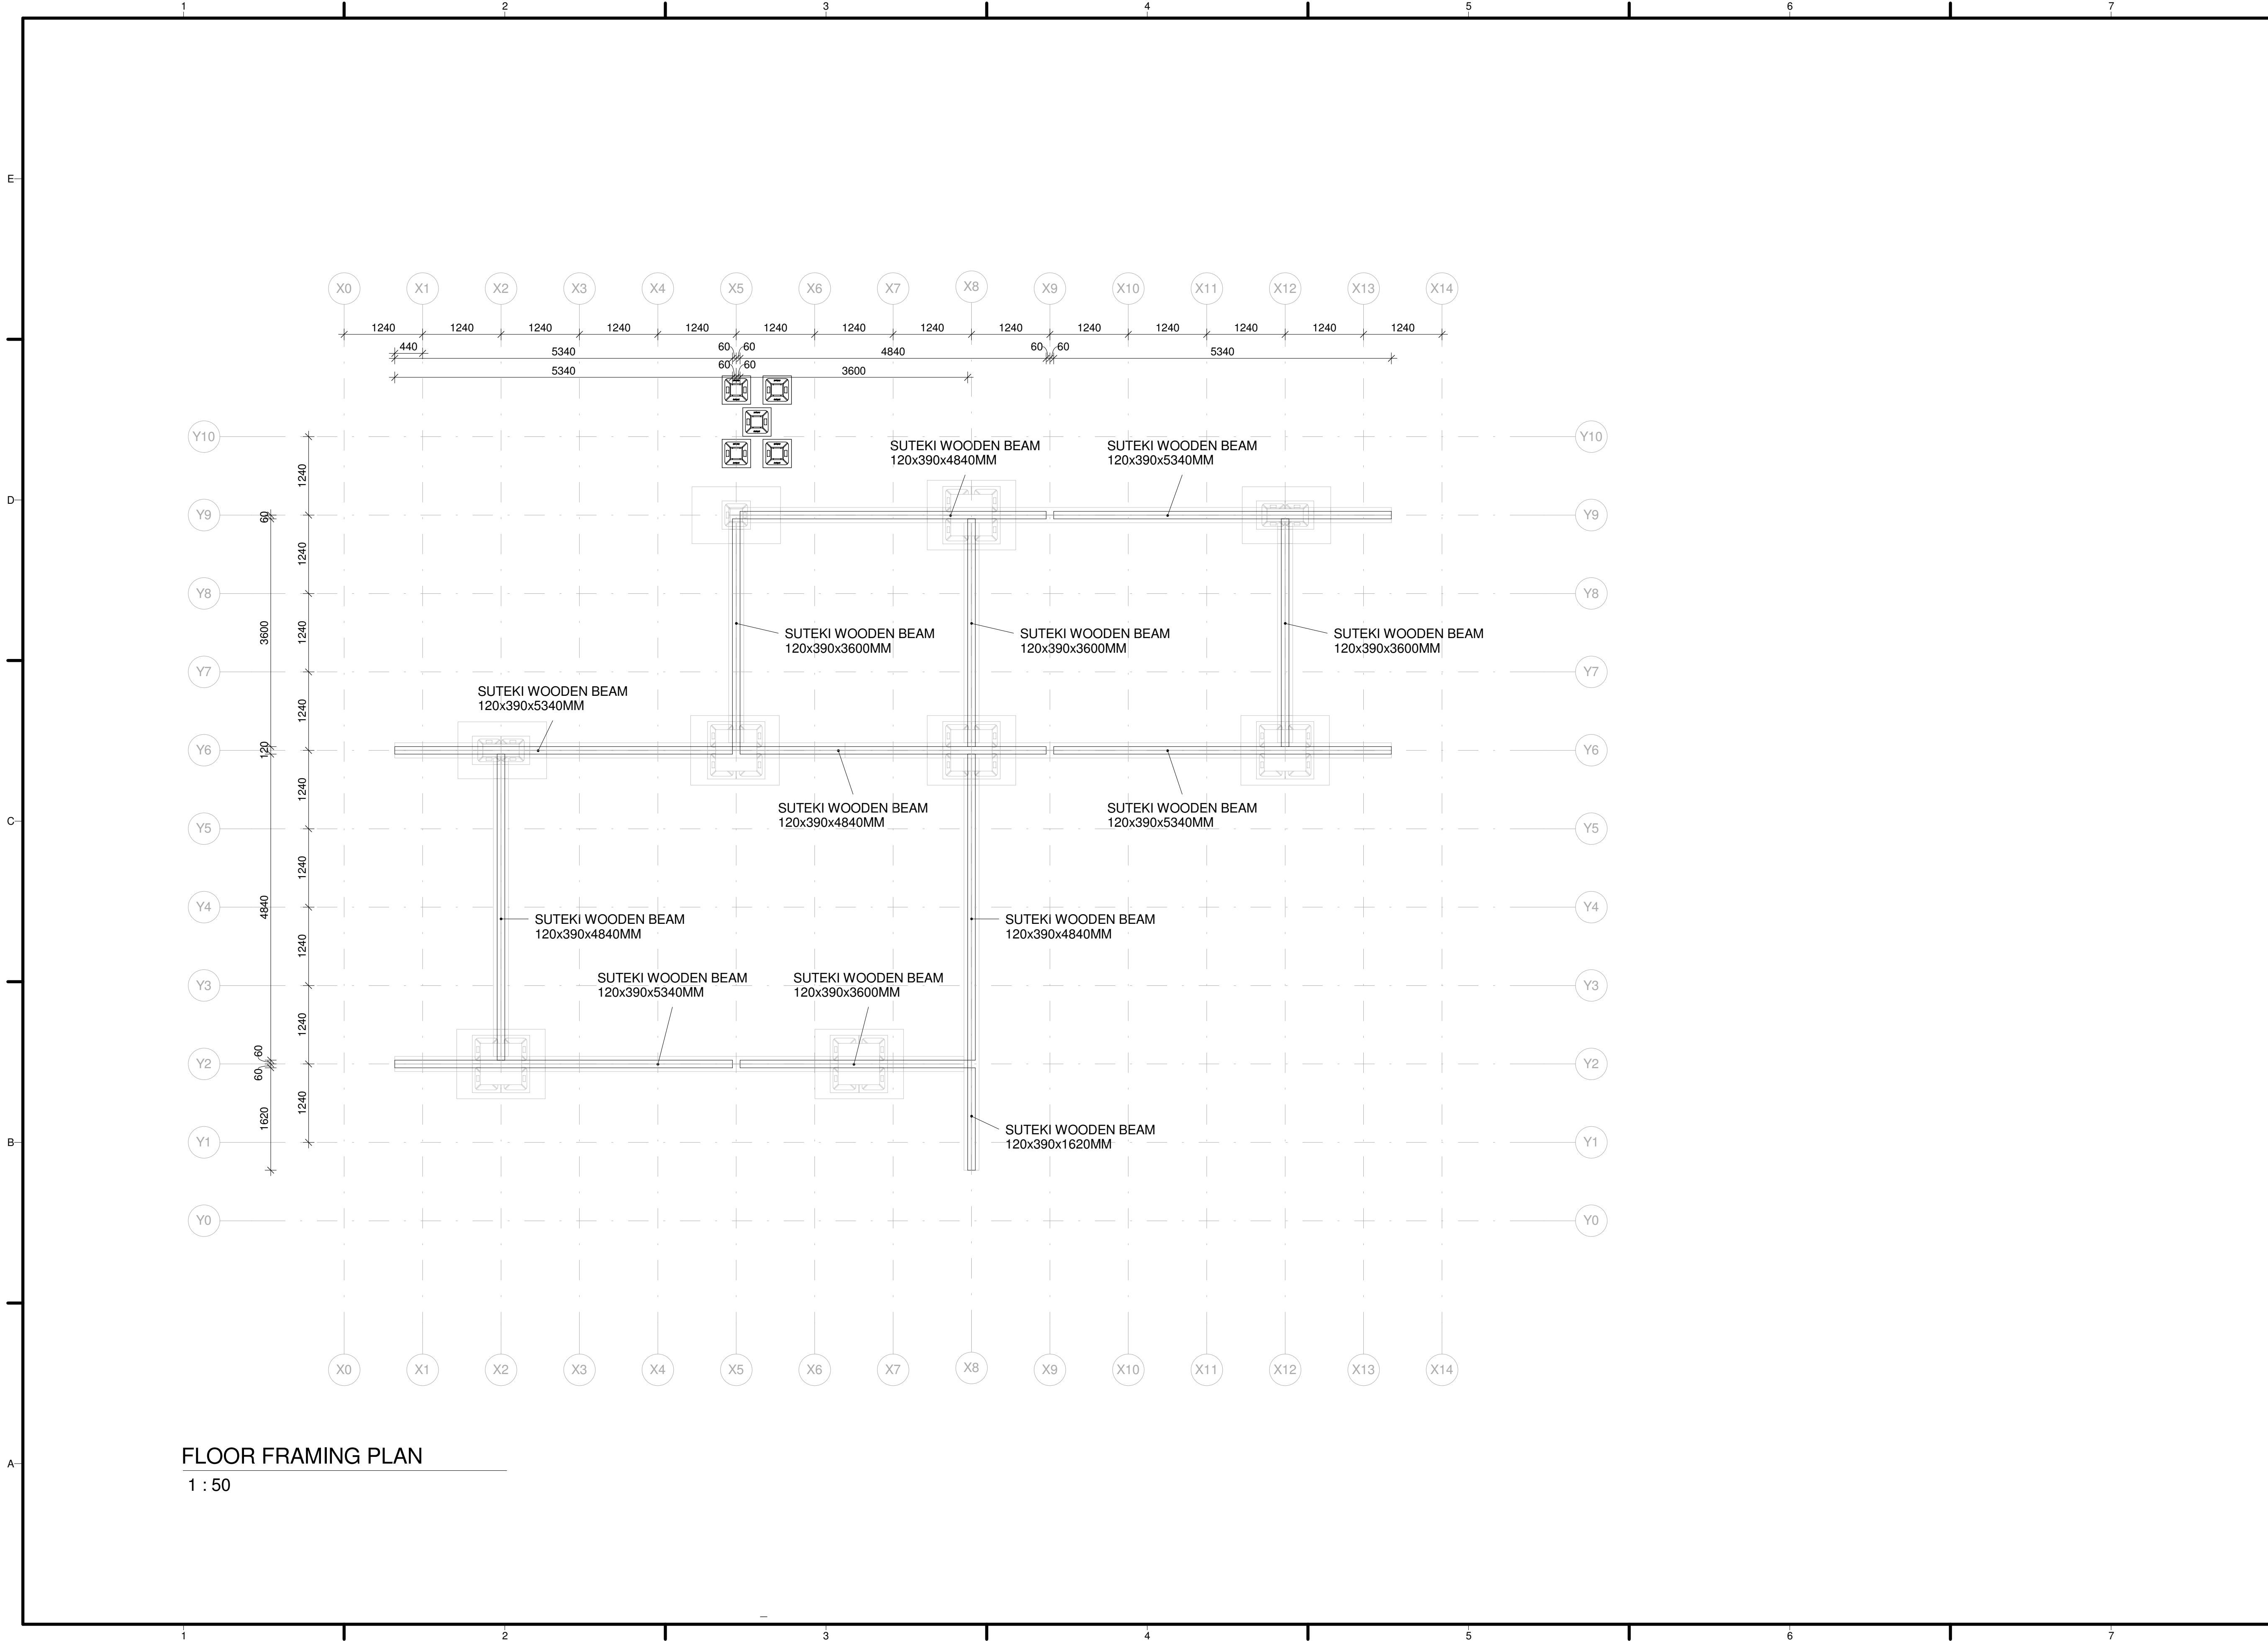 1 2 3 4 5 6 7
X0 X1 X2 X3 X4 X5 X6 X7 X8 X9 X10 X11 X12 X13 X14
1240 1240 1240 1240 1240 1240 1240 1240 1240 1240 1240 1240 1240 1240
440 5340 60 60 4840 60 60 5340
5340 60 60 3600
E
D
C
B
A
Y10 Y10
Y9 Y9
Y8 Y8
Y7 Y7
Y6 Y6
Y5 Y5
Y4 Y4
Y3 Y3
Y2 Y2
Y1 Y1
Y0 Y0
1240
1240
1240
1240
1240
1240
1240
1240
1240
60
3600
120
4840
60
60
1620
SUTEKI WOODEN BEAM
120x390x4840MM
SUTEKI WOODEN BEAM
120x390x5340MM
SUTEKI WOODEN BEAM
120x390x3600MM
SUTEKI WOODEN BEAM
120x390x3600MM
SUTEKI WOODEN BEAM
120x390x3600MM
SUTEKI WOODEN BEAM
120x390x5340MM
SUTEKI WOODEN BEAM
120x390x4840MM
SUTEKI WOODEN BEAM
120x390x5340MM
SUTEKI WOODEN BEAM
120x390x4840MM
SUTEKI WOODEN BEAM
120x390x4840MM
SUTEKI WOODEN BEAM
120x390x5340MM
SUTEKI WOODEN BEAM
120x390x3600MM
SUTEKI WOODEN BEAM
120x390x1620MM
X0 X1 X2 X3 X4 X5 X6 X7 X8 X9 X10 X11 X12 X13 X14
FLOOR FRAMING PLAN
1 : 50
1 2 3 4 5 6 7